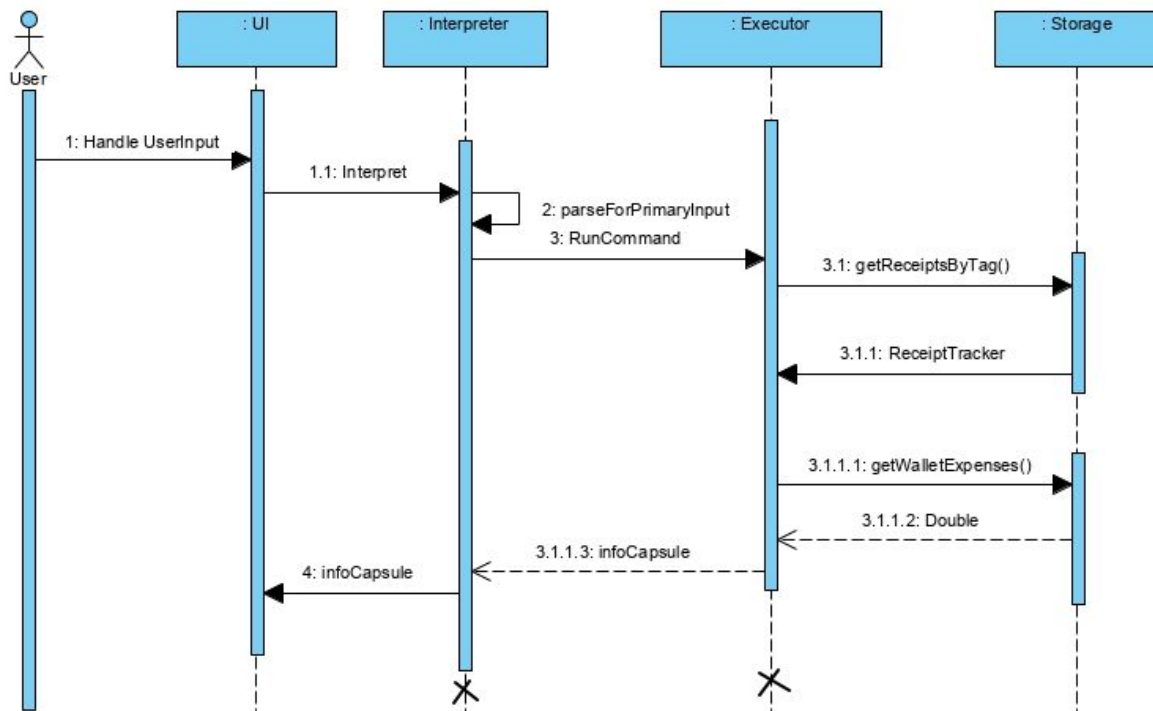 : UI
: Interpreter
: Executor
: Storage
User
1: Handle UserInput
1.1: Interpret
2: parseForPrimaryInput
3: RunCommand
3.1: getReceiptsByTag()
3.1.1: ReceiptTracker
3.1.1.1: getWalletExpenses()
3.1.1.2: Double
3.1.1.3: infoCapsule
4: infoCapsule